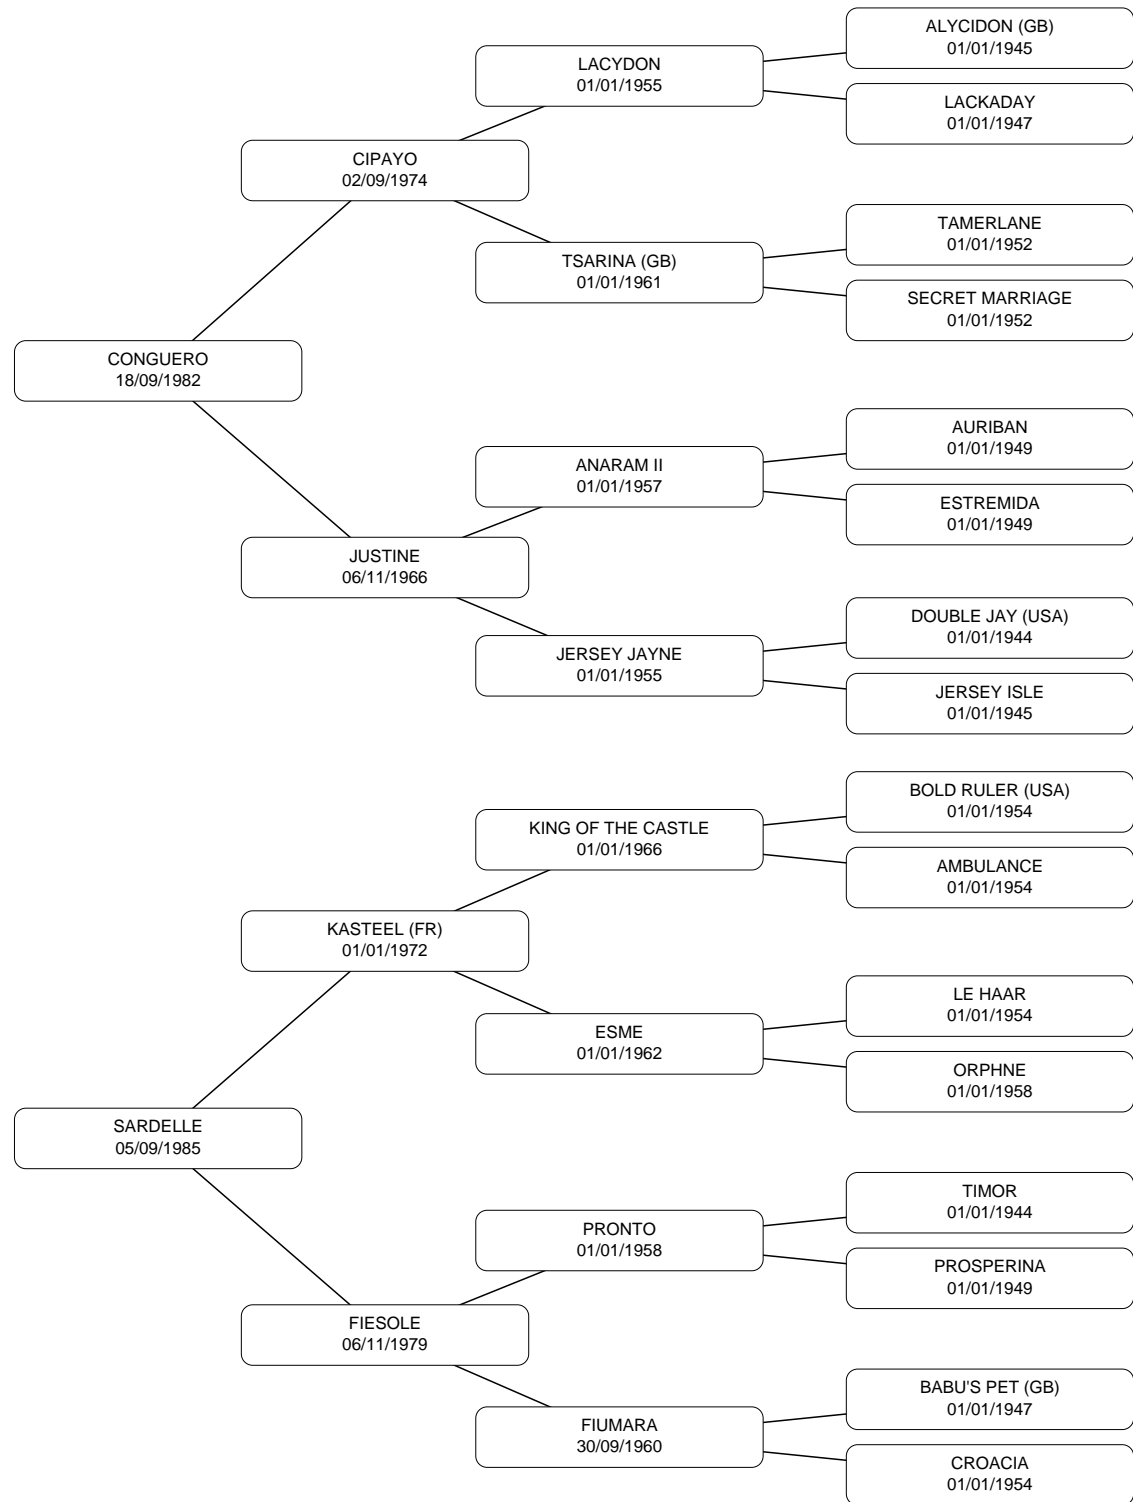 ALYCIDON (GB)
01/01/1945
LACYDON
01/01/1955
LACKADAY
01/01/1947
CIPAYO
02/09/1974
TAMERLANE
01/01/1952
TSARINA (GB)
01/01/1961
SECRET MARRIAGE
01/01/1952
CONGUERO
18/09/1982
AURIBAN
01/01/1949
ANARAM II
01/01/1957
ESTREMIDA
01/01/1949
JUSTINE
06/11/1966
DOUBLE JAY (USA)
01/01/1944
JERSEY JAYNE
01/01/1955
JERSEY ISLE
01/01/1945
BOLD RULER (USA)
01/01/1954
KING OF THE CASTLE
01/01/1966
AMBULANCE
01/01/1954
KASTEEL (FR)
01/01/1972
LE HAAR
01/01/1954
ESME
01/01/1962
ORPHNE
01/01/1958
SARDELLE
05/09/1985
TIMOR
01/01/1944
PRONTO
01/01/1958
PROSPERINA
01/01/1949
FIESOLE
06/11/1979
BABU'S PET (GB)
01/01/1947
FIUMARA
30/09/1960
CROACIA
01/01/1954